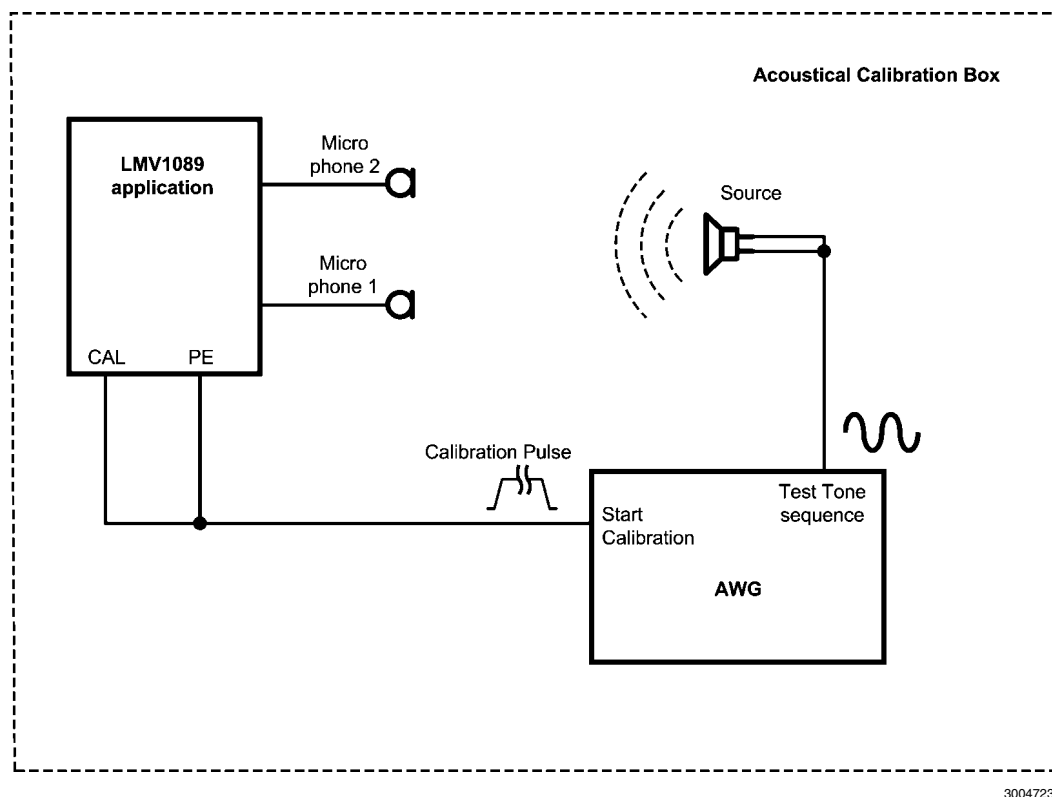 Acoustical Calibration Box
LMV1089
application
Micro
phone 2
Micro
phone 1
Source
CAL PE
Calibration Pulse
Test Tone
sequence
Start
Calibration
AWG
3004723